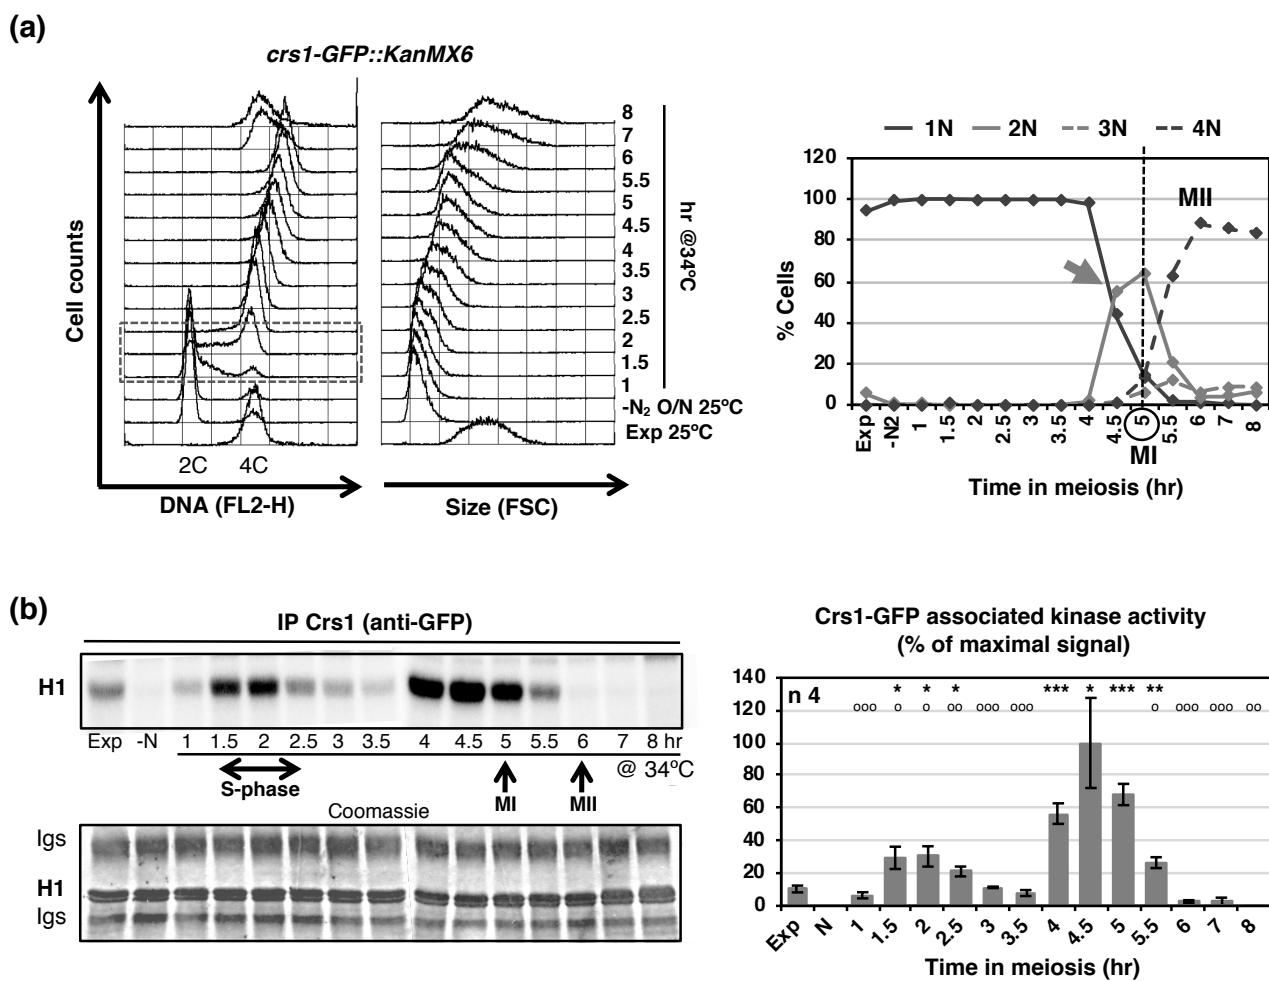 (a)
crs1-GFP::KanMX6
Cell counts
2C 4C
DNA (FL2-H)
Size (FSC)
8
7
6
5.5
5
4.5
4
3.5
3
2.5
2
1.5
1
-N₂ O/N 25ºC
Exp 25ºC
hr @34ºC
1N 2N 3N 4N
% Cells
120
100
80
60
40
20
0
MII
Exp -N2 1 1.5 2 2.5 3 3.5 4 4.5 5 5.5 6 7 8
MI
Time in meiosis (hr)
(b)
IP Crs1 (anti-GFP)
H1
Exp -N 1 1.5 2 2.5 3 3.5 4 4.5 5 5.5 6 7 8 hr
@ 34ºC
S-phase
MI MII
Coomassie
Igs
H1
Igs
Crs1-GFP associated kinase activity
(% of maximal signal)
n 4
* * * *** * *** **
ooo o o oo ooo ooo o ooo ooo oo
140
120
100
80
60
40
20
0
Exp N 1 1.5 2 2.5 3 3.5 4 4.5 5 5.5 6 7 8
Time in meiosis (hr)